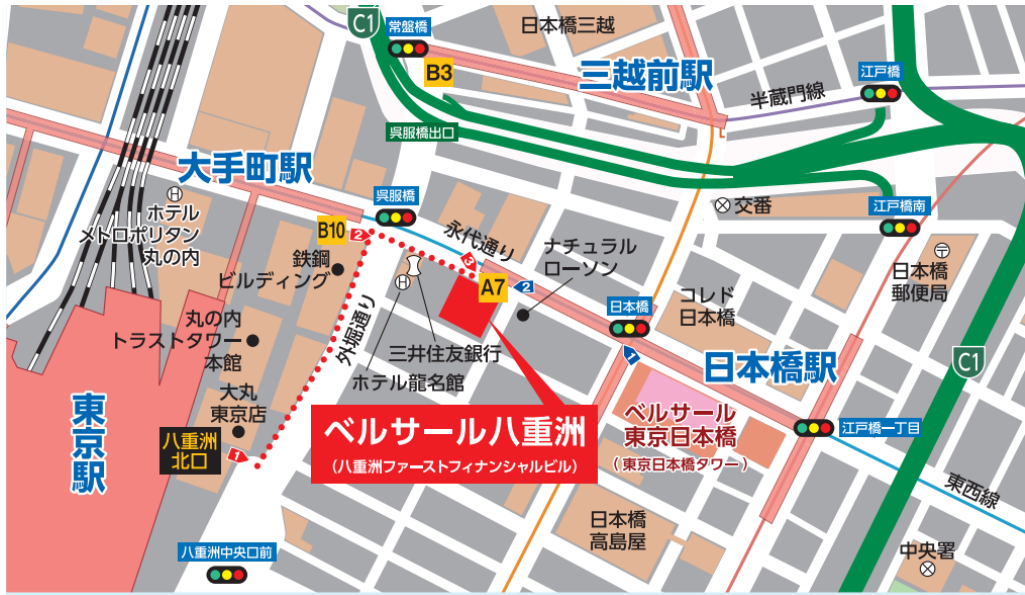 C1
常盤橋
日本橋三越
B3
三越前駅
江戸橋
半蔵門線
呉服橋出口
大手町駅
H
ホテル
メトロポリタン
丸の内
呉服橋
B10
2
永代通り
交番
江戸橋南
〒
日本橋
郵便局
鉄鋼
ビルディング
H
3
A7
2
ナチュラル
ローソン
外堀通り
日本橋
1
コレド
日本橋
丸の内
トラストタワー
本館
三井住友銀行
ホテル龍名館
日本橋駅
C1
大丸
東京店
東京駅
八重洲
北口
1
ベルサール八重洲
(八重洲ファーストフィナンシャルビル)
ベルサール
東京日本橋
(東京日本橋タワー)
江戸橋一丁目
東西線
日本橋
高島屋
中央署
八重洲中央口前